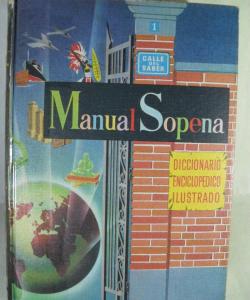 1
CALLE
DEL
SABER
Manual Sopena
DICCIONARIO
ENCICLOPEDICO
ILUSTRADO